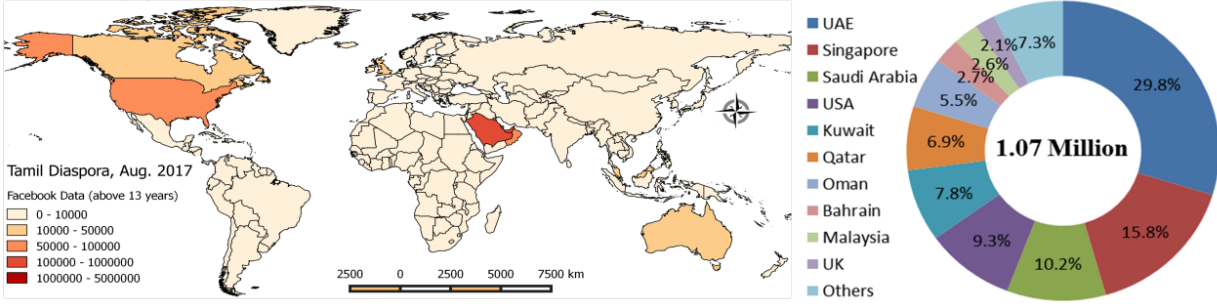 Tamil Diaspora, Aug. 2017
Facebook Data (above 13 years)
0 - 10000
10000 - 50000
50000 - 100000
100000 - 1000000
1000000 - 5000000
2500 0 2500 5000 7500 km
UAE
Singapore
Saudi Arabia
USA
Kuwait
Qatar
Oman
Bahrain
Malaysia
UK
Others
29.8%
15.8%
10.2%
9.3%
7.8%
6.9%
5.5%
2.7%
2.6%
2.1%
7.3%
1.07 Million